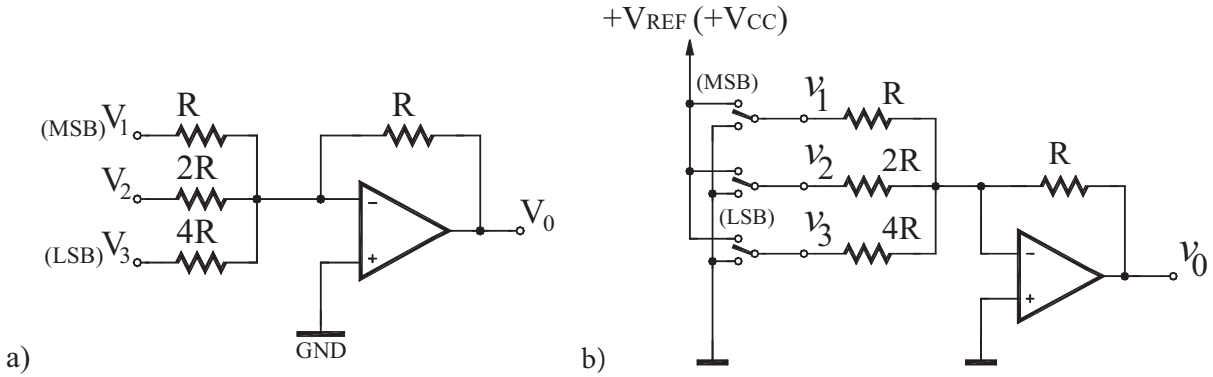 (MSB) V1
R
R
V2
2R
(LSB) V3
4R
−
+
V0
GND
a)
+VREF (+VCC)
(MSB)
v1
R
v2
2R
R
(LSB)
v3
4R
−
+
v0
b)